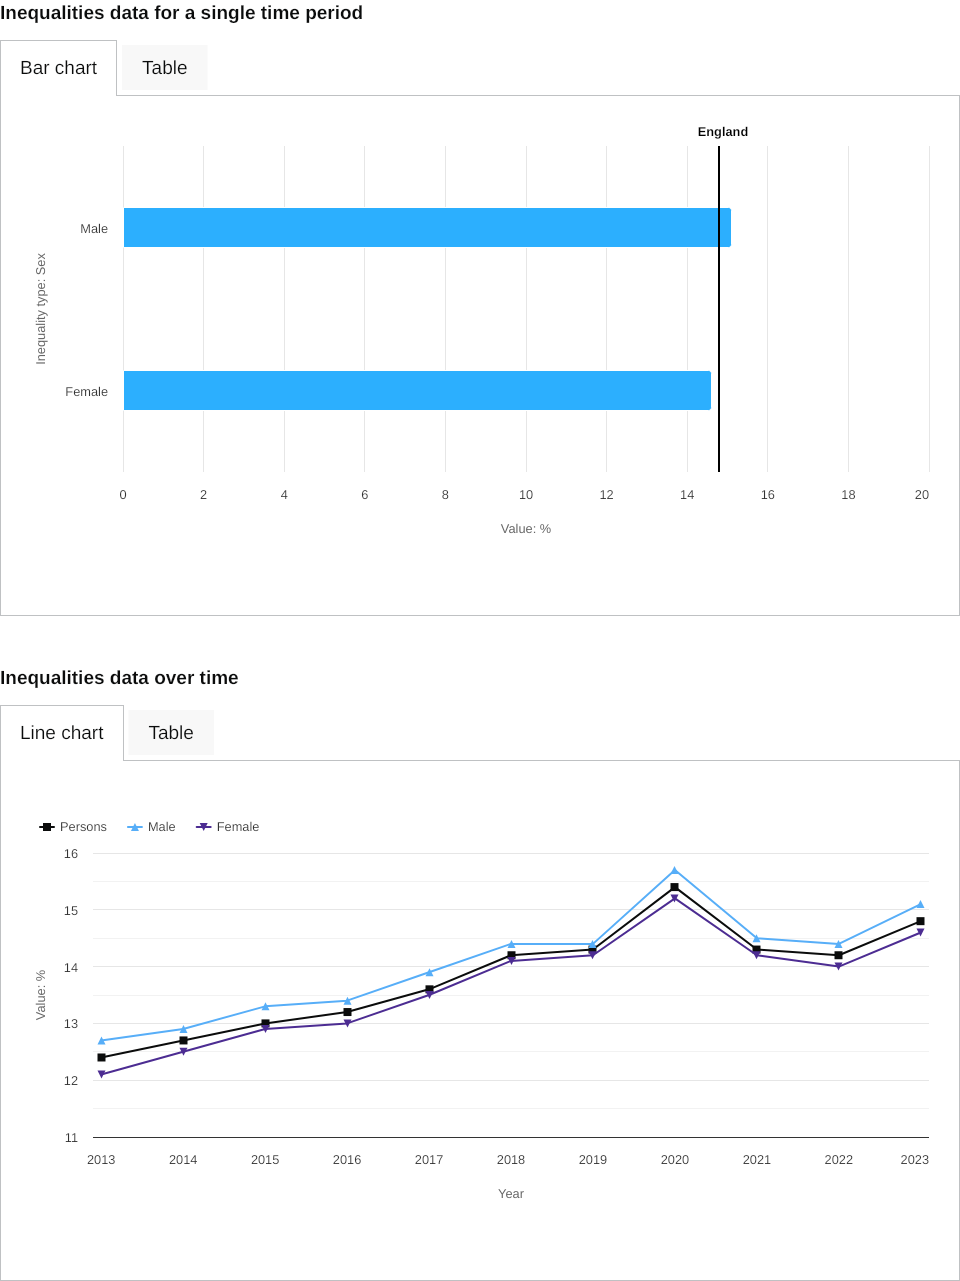 Inequalities data for a single time period
Bar chart
Table
England
Male
Female
Inequality type: Sex
0 2 4 6 8 10 12 14 16 18 20
Value: %
Inequalities data over time
Line chart
Table
Persons Male Female
16
15
14
13
12
11
Value: %
2013 2014 2015 2016 2017 2018 2019 2020 2021 2022 2023
Year